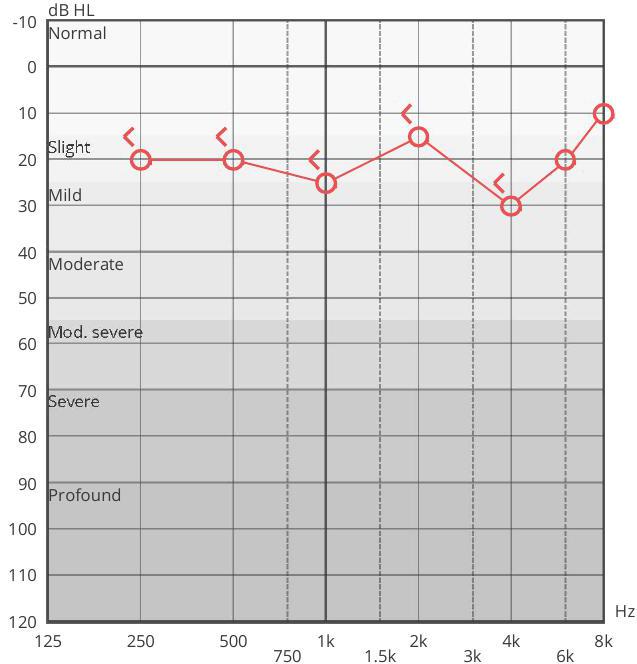 dB HL
-10
Normal
0
10
Slight
20
Mild
30
40
Moderate
50
Mod. severe
60
70
Severe
80
90
Profound
100
110
120
Hz
125 250 500 1k 2k 4k 8k
750 1.5k 3k 6k